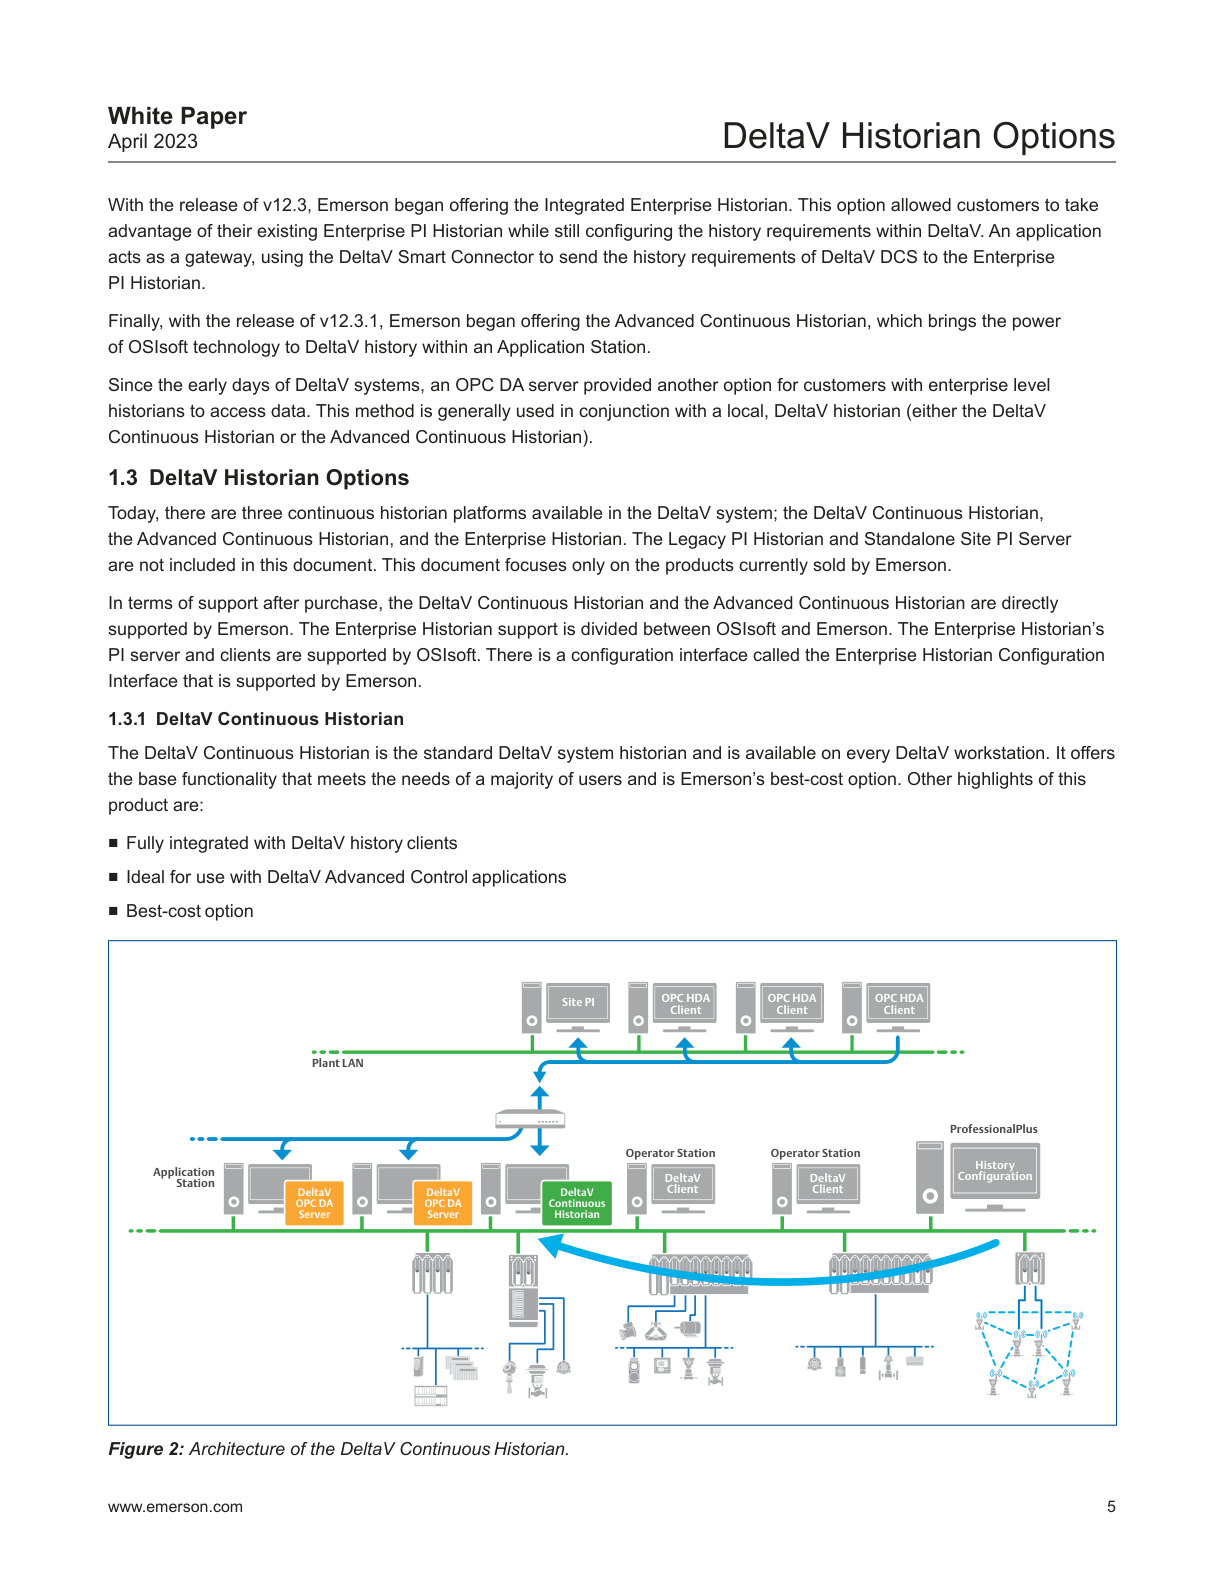 White Paper
April 2023
DeltaV Historian Options
With the release of v12.3, Emerson began offering the Integrated Enterprise Historian. This option allowed customers to take
advantage of their existing Enterprise PI Historian while still configuring the history requirements within DeltaV. An application
acts as a gateway, using the DeltaV Smart Connector to send the history requirements of DeltaV DCS to the Enterprise
PI Historian.
Finally, with the release of v12.3.1, Emerson began offering the Advanced Continuous Historian, which brings the power
of OSIsoft technology to DeltaV history within an Application Station.
Since the early days of DeltaV systems, an OPC DA server provided another option for customers with enterprise level
historians to access data. This method is generally used in conjunction with a local, DeltaV historian (either the DeltaV
Continuous Historian or the Advanced Continuous Historian).
1.3 DeltaV Historian Options
Today, there are three continuous historian platforms available in the DeltaV system; the DeltaV Continuous Historian,
the Advanced Continuous Historian, and the Enterprise Historian. The Legacy PI Historian and Standalone Site PI Server
are not included in this document. This document focuses only on the products currently sold by Emerson.
In terms of support after purchase, the DeltaV Continuous Historian and the Advanced Continuous Historian are directly
supported by Emerson. The Enterprise Historian support is divided between OSIsoft and Emerson. The Enterprise Historian’s
PI server and clients are supported by OSIsoft. There is a configuration interface called the Enterprise Historian Configuration
Interface that is supported by Emerson.
1.3.1 DeltaV Continuous Historian
The DeltaV Continuous Historian is the standard DeltaV system historian and is available on every DeltaV workstation. It offers
the base functionality that meets the needs of a majority of users and is Emerson’s best-cost option. Other highlights of this
product are:
■ Fully integrated with DeltaV history clients
■ Ideal for use with DeltaV Advanced Control applications
■ Best-cost option
Site PI
OPC HDA
Client
OPC HDA
Client
OPC HDA
Client
Plant LAN
ProfessionalPlus
Operator Station
Operator Station
Application
Station
DeltaV
OPC DA
Server
DeltaV
OPC DA
Server
DeltaV
Continuous
Historian
DeltaV
Client
DeltaV
Client
History
Configuration
Figure 2: Architecture of the DeltaV Continuous Historian.
www.emerson.com
5